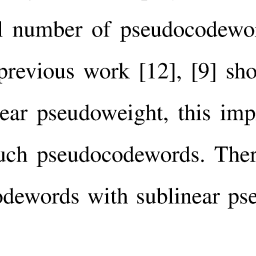 number of pseudocodewor
previous work [12], [9] sho
ear pseudoweight, this imp
uch pseudocodewords. Ther
odewords with sublinear pse